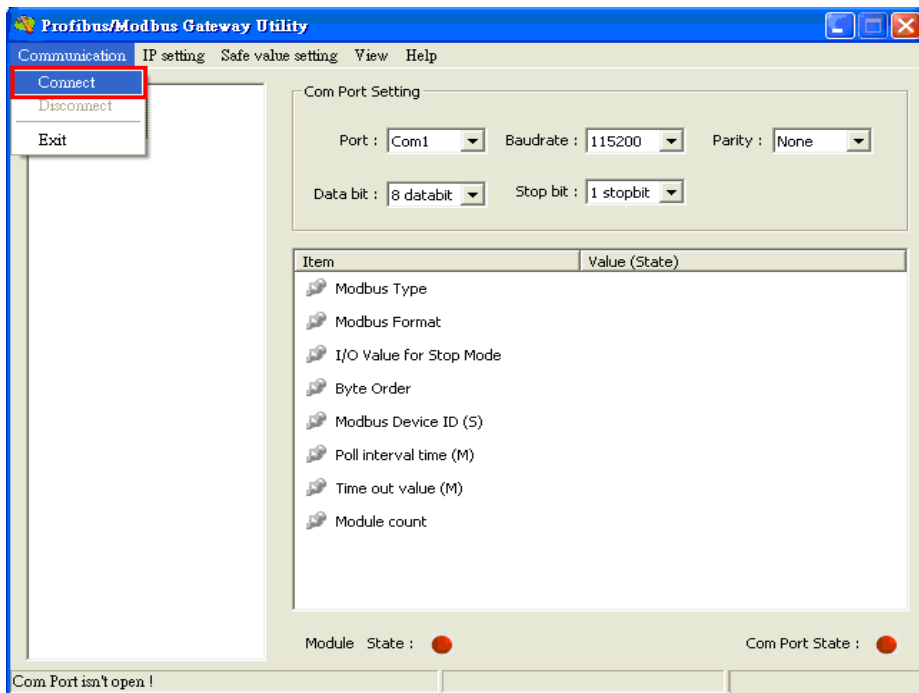 Profibus/Modbus Gateway Utility
Communication IP setting Safe value setting View Help
Connect
Disconnect
Exit
Com Port Setting
Port : Com1 Baudrate : 115200 Parity : None
Data bit : 8 databit Stop bit : 1 stopbit
Item Value (State)
Modbus Type
Modbus Format
I/O Value for Stop Mode
Byte Order
Modbus Device ID (S)
Poll interval time (M)
Time out value (M)
Module count
Module State : Com Port State :
Com Port isn't open !